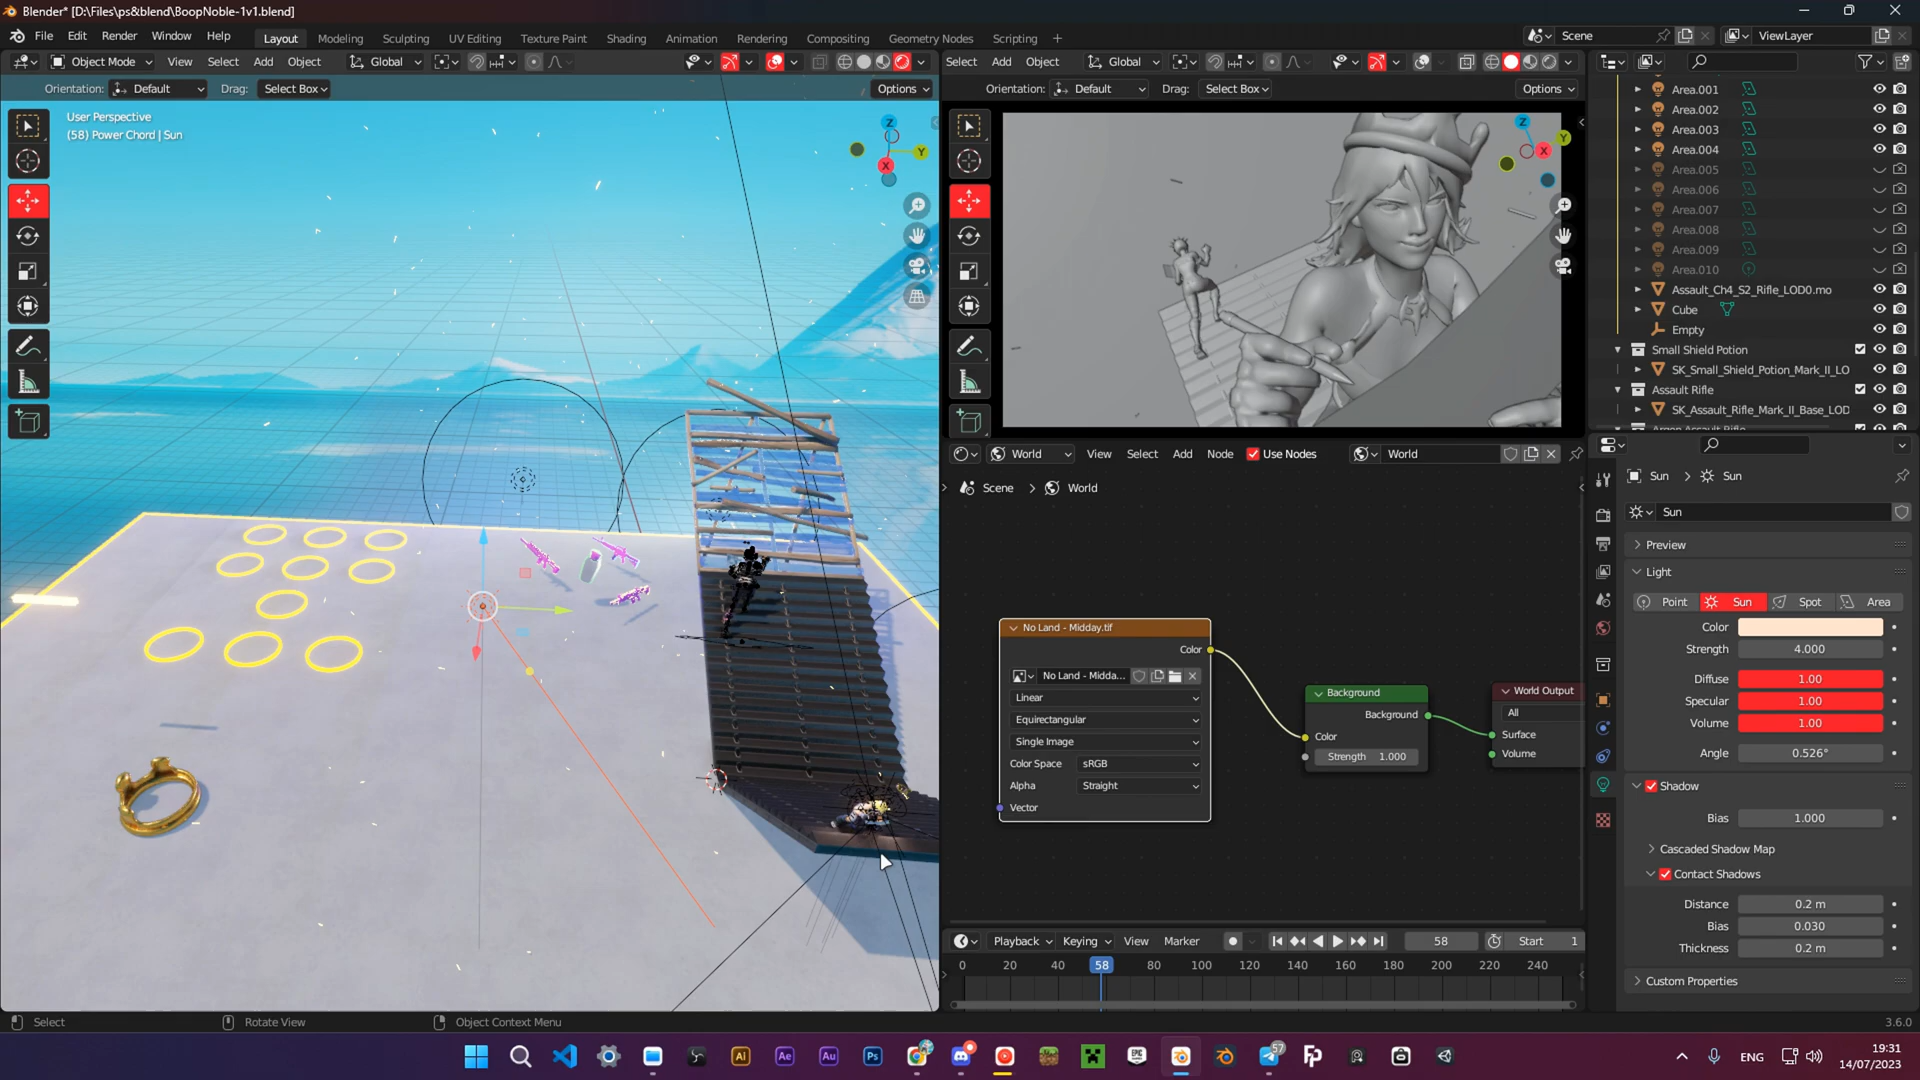 Blender* [D:\Files\ps&blend\BoopNoble-1v1.blend]
File Edit Render Window Help
Layout Modeling Sculpting UV Editing Texture Paint Shading Animation Rendering Compositing Geometry Nodes Scripting +
Scene
ViewLayer
Object Mode View Select Add Object Global
Select Add Object Global
Orientation: Default Drag: Select Box Options
Orientation: Default Drag: Select Box Options
User Perspective
(58) Power Chord | Sun
Z
Y
X
Z
Y
X
Area.001
Area.002
Area.003
Area.004
Area.005
Area.006
Area.007
Area.008
Area.009
Area.010
Assault_Ch4_S2_Rifle_LOD0.mo
Cube
Empty
Small Shield Potion
SK_Small_Shield_Potion_Mark_II_LO
Assault Rifle
SK_Assault_Rifle_Mark_II_Base_LOD
World View Select Add Node Use Nodes World
Scene > World
No Land - Midday.tif
Color
No Land - Midda...
Linear
Equirectangular
Single Image
Color Space sRGB
Alpha Straight
Vector
Background
Background
Color
Strength 1.000
World Output
All
Surface
Volume
Sun > Sun
Sun
Preview
Light
Point Sun Spot Area
Color
Strength 4.000
Diffuse 1.00
Specular 1.00
Volume 1.00
Angle 0.526°
Shadow
Bias 1.000
Cascaded Shadow Map
Contact Shadows
Distance 0.2 m
Bias 0.030
Thickness 0.2 m
Custom Properties
Playback Keying View Marker 58 Start 1
0 20 40 58 80 100 120 140 160 180 200 220 240
Select Rotate View Object Context Menu 3.6.0
Ai Ae Au Ps EPIC GAMES 57 FP
ENG
19:31
14/07/2023